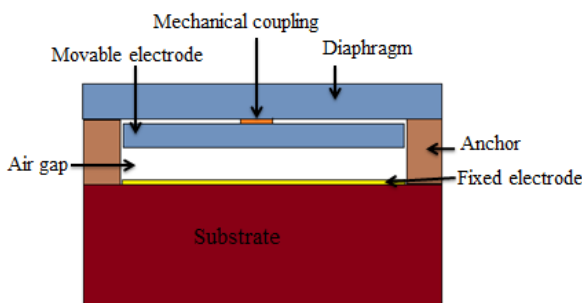 Mechanical coupling
Movable electrode
Diaphragm
Air gap
Anchor
Fixed electrode
Substrate